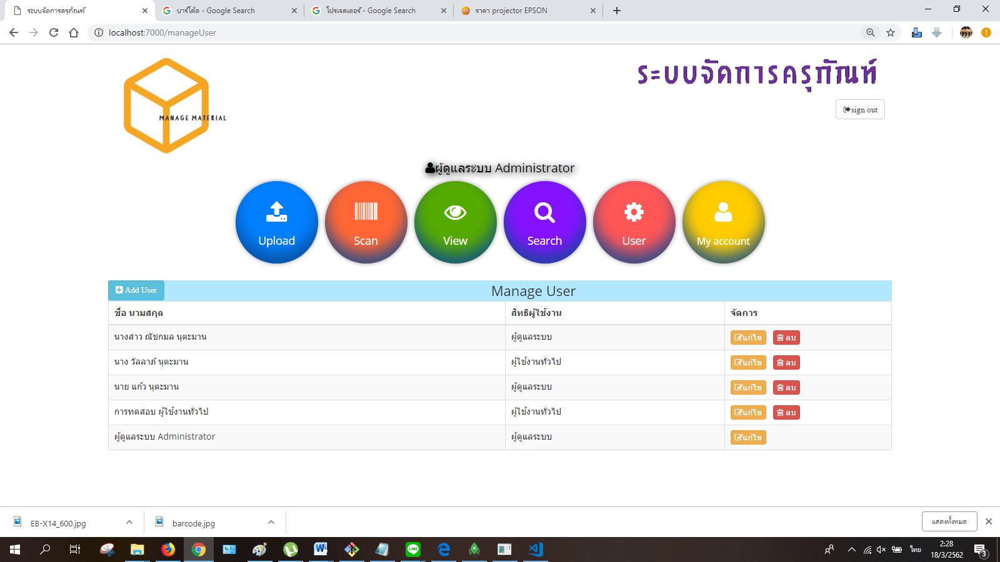 ระบบจัดการครุภัณฑ์
บาร์โค้ด - Google Search
โปรเจคเตอร์ - Google Search
ราคา projector EPSON
localhost:7000/manageUser
ระบบจัดการครุภัณฑ์
MANAGE MATERIAL
sign out
ผู้ดูแลระบบ Administrator
Upload
Scan
View
Search
User
My account
Add User
Manage User
ชื่อ นามสกุล
สิทธิผู้ใช้งาน
จัดการ
นางสาว ณัชกมล นุตะมาน
ผู้ดูแลระบบ
แก้ไข
ลบ
นาง วัลลาภ์ นุตะมาน
ผู้ใช้งานทั่วไป
แก้ไข
ลบ
นาย แก้ว นุตะมาน
ผู้ดูแลระบบ
แก้ไข
ลบ
การทดสอบ ผู้ใช้งานทั่วไป
ผู้ใช้งานทั่วไป
แก้ไข
ลบ
ผู้ดูแลระบบ Administrator
ผู้ดูแลระบบ
แก้ไข
EB-X14_600.jpg
barcode.jpg
แสดงทั้งหมด
ไทย
2:28
18/3/2562
3